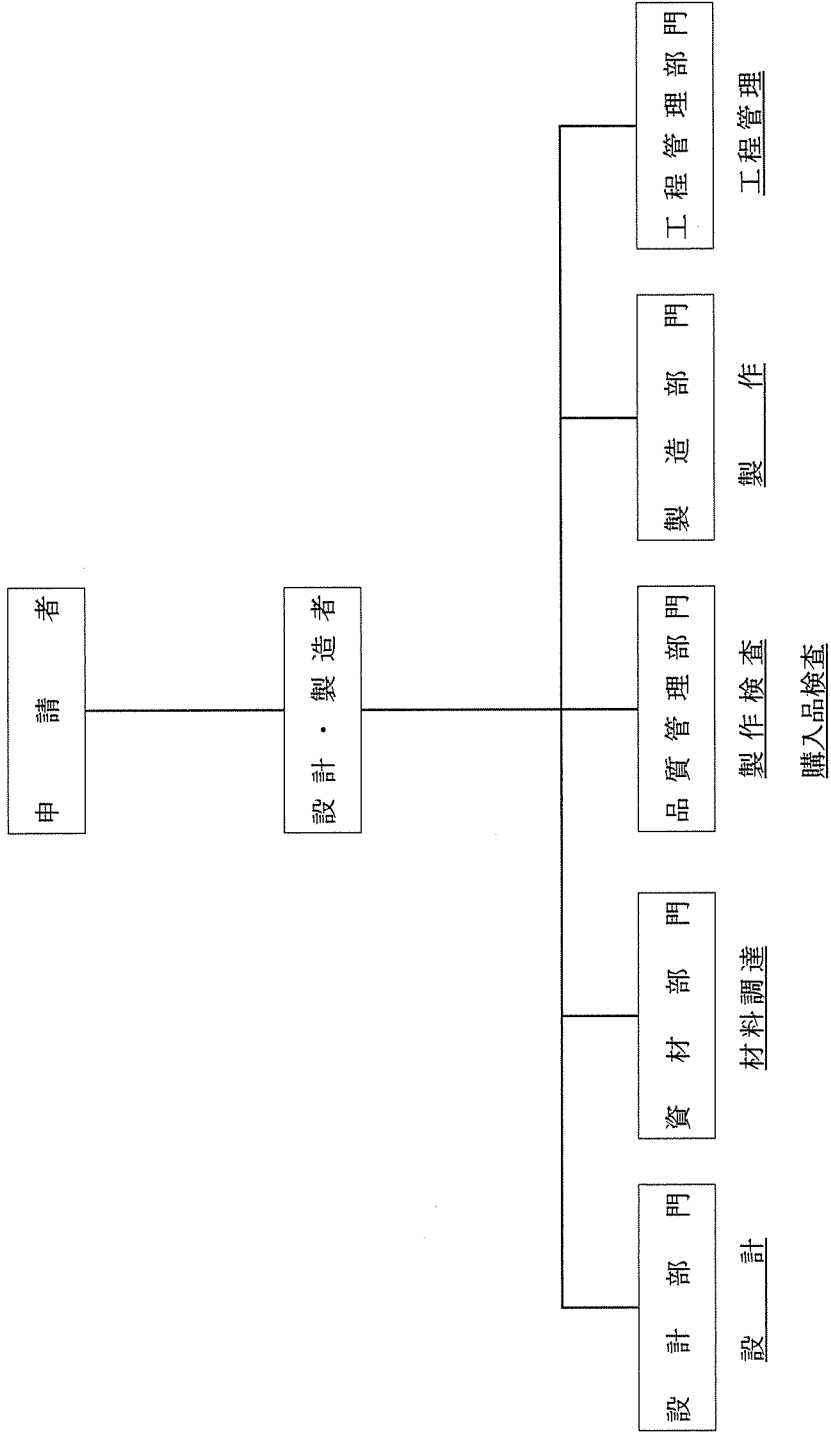 申請者
設計・製造者
設計部門
設計
資材部門
材料調達
品質管理部門
製作検査
購入品検査
製造部門
製作
工程管理部門
工程管理